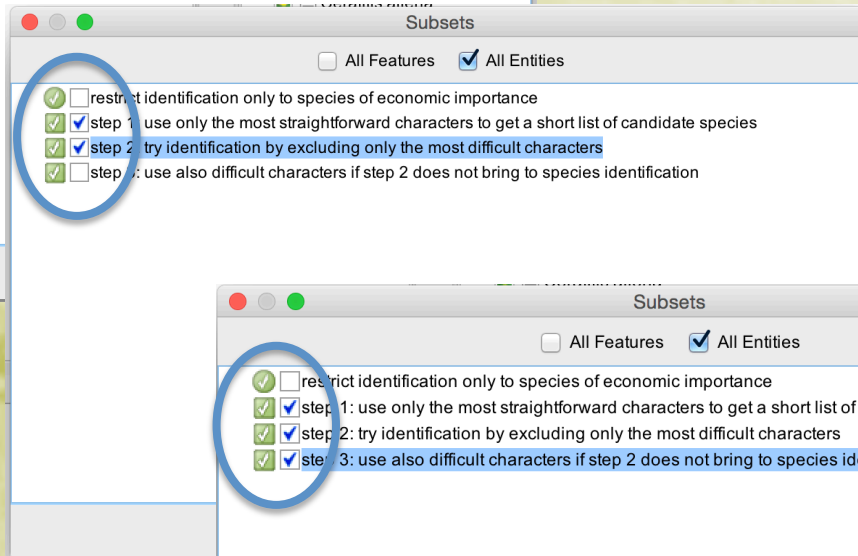 Subsets
All Features All Entities
restrict identification only to species of economic importance
step 1: use only the most straightforward characters to get a short list of candidate species
step 2: try identification by excluding only the most difficult characters
step 3: use also difficult characters if step 2 does not bring to species identification
Subsets
All Features All Entities
restrict identification only to species of economic importance
step 1: use only the most straightforward characters to get a short list of
step 2: try identification by excluding only the most difficult characters
step 3: use also difficult characters if step 2 does not bring to species id